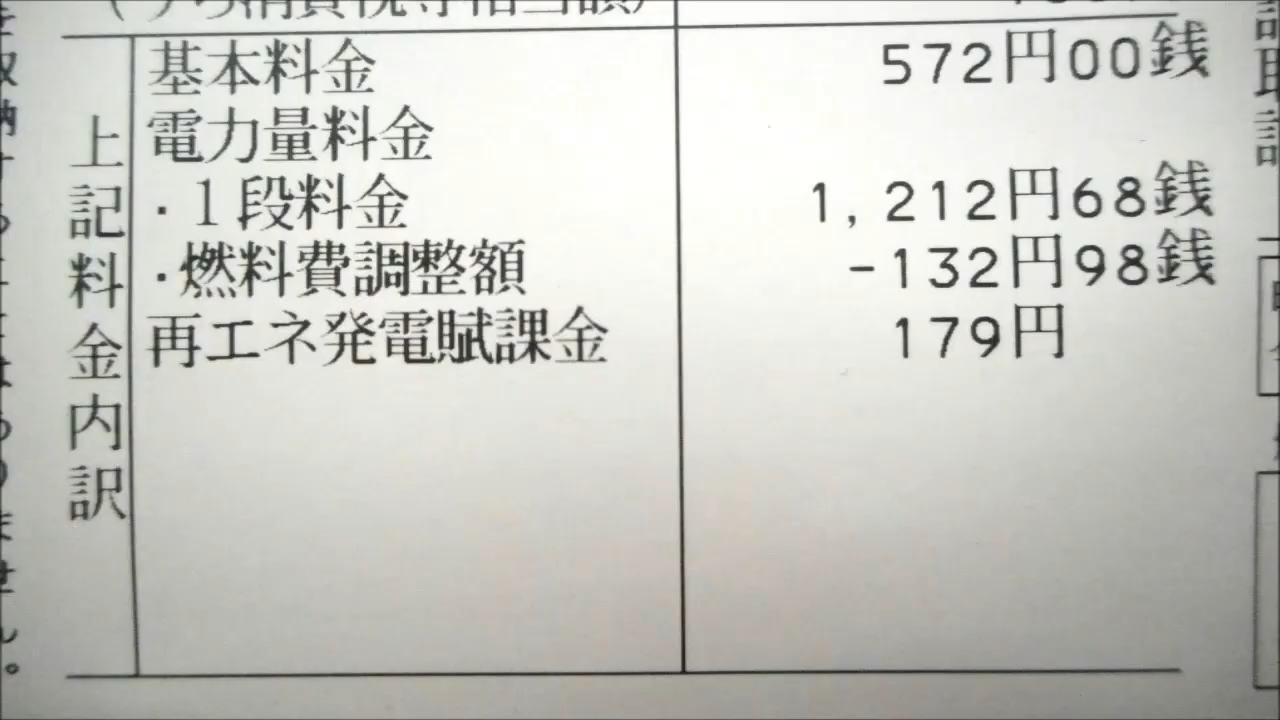 基本料金 572円00銭
電力量料金
・1段料金 1,212円68銭
・燃料費調整額 -132円98銭
再エネ発電賦課金 179円
上記料金内訳